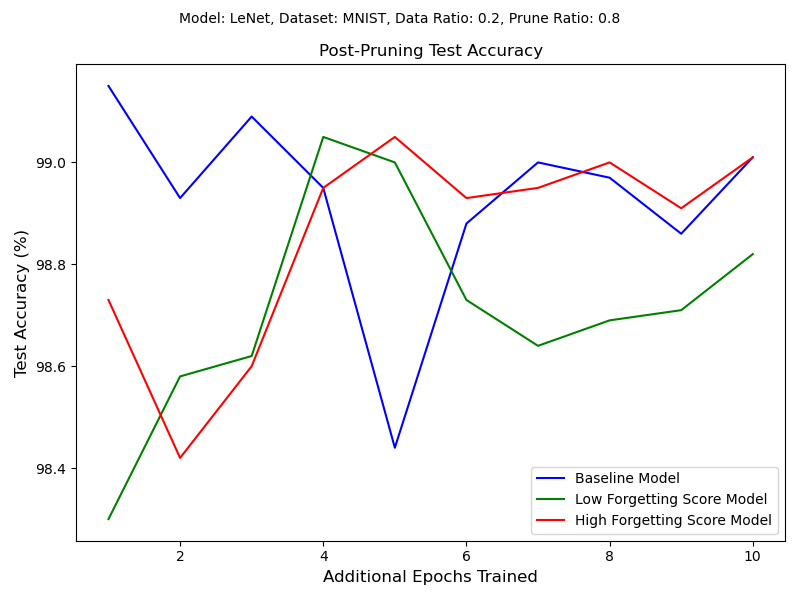 Model: LeNet, Dataset: MNIST, Data Ratio: 0.2, Prune Ratio: 0.8
Post-Pruning Test Accuracy
Test Accuracy (%)
99.0
98.8
98.6
98.4
Baseline Model
Low Forgetting Score Model
High Forgetting Score Model
2 4 6 8 10
Additional Epochs Trained